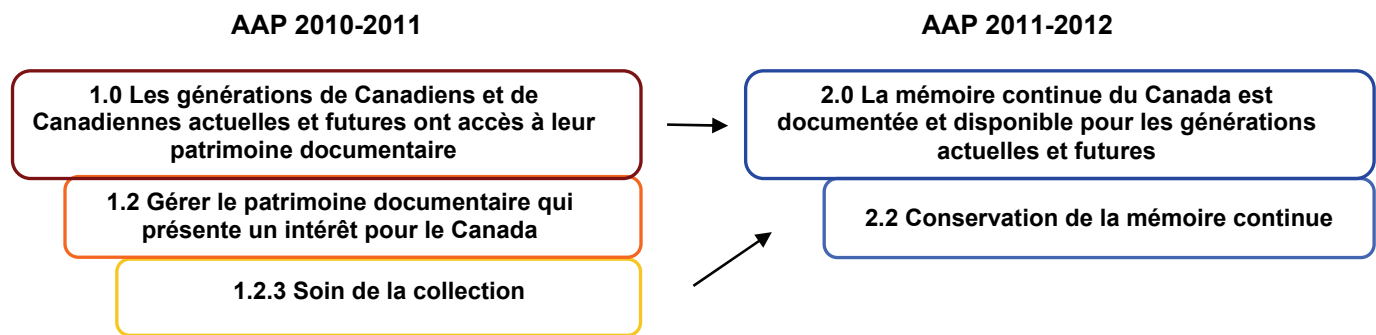 AAP 2010-2011
AAP 2011-2012
1.0 Les générations de Canadiens et de
Canadiennes actuelles et futures ont accès à leur
patrimoine documentaire
2.0 La mémoire continue du Canada est
documentée et disponible pour les générations
actuelles et futures
1.2 Gérer le patrimoine documentaire qui
présente un intérêt pour le Canada
2.2 Conservation de la mémoire continue
1.2.3 Soin de la collection